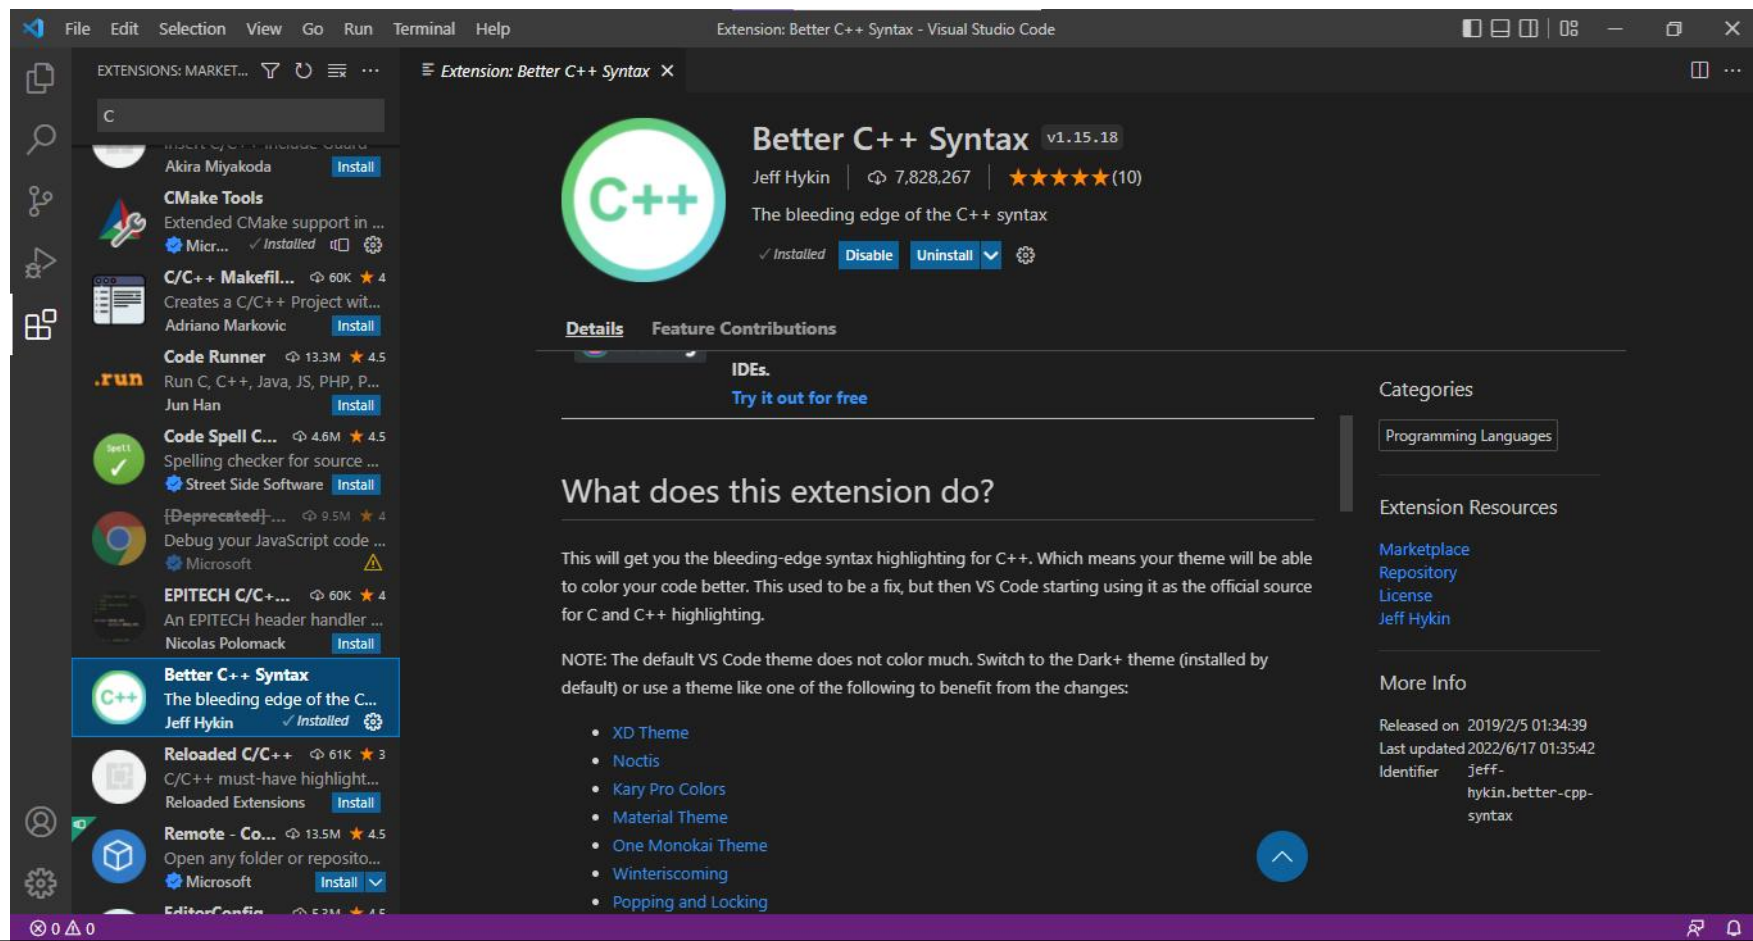 File Edit Selection View Go Run Terminal Help
Extension: Better C++ Syntax - Visual Studio Code
EXTENSIONS: MARKET...
C
Insert C/C++ Include Guard
Akira Miyakoda Install
CMake Tools
Extended CMake support in ...
Micr... ✓ Installed
C/C++ Makefil... 60K ★ 4
Creates a C/C++ Project wit...
Adriano Markovic Install
.run
Code Runner 13.3M ★ 4.5
Run C, C++, Java, JS, PHP, P...
Jun Han Install
Spell
Code Spell C... 4.6M ★ 4.5
Spelling checker for source ...
Street Side Software Install
[Deprecated] ... 9.5M ★ 4
Debug your JavaScript code ...
Microsoft
EPITECH C/C+... 60K ★ 4
An EPITECH header handler ...
Nicolas Polomack Install
C++
Better C++ Syntax
The bleeding edge of the C...
Jeff Hykin ✓ Installed
Reloaded C/C++ 61K ★ 3
C/C++ must-have highlight...
Reloaded Extensions Install
Remote - Co... 13.5M ★ 4.5
Open any folder or reposito...
Microsoft Install
EditorConfig
0 0
Extension: Better C++ Syntax
C++
Better C++ Syntax v1.15.18
Jeff Hykin 7,828,267 ★★★★★(10)
The bleeding edge of the C++ syntax
✓ Installed Disable Uninstall
Details Feature Contributions
IDEs.
Try it out for free
What does this extension do?
This will get you the bleeding-edge syntax highlighting for C++. Which means your theme will be able
to color your code better. This used to be a fix, but then VS Code starting using it as the official source
for C and C++ highlighting.
NOTE: The default VS Code theme does not color much. Switch to the Dark+ theme (installed by
default) or use a theme like one of the following to benefit from the changes:
• XD Theme
• Noctis
• Kary Pro Colors
• Material Theme
• One Monokai Theme
• Winteriscoming
• Popping and Locking
Categories
Programming Languages
Extension Resources
Marketplace
Repository
License
Jeff Hykin
More Info
Released on 2019/2/5 01:34:39
Last updated 2022/6/17 01:35:42
Identifier jeff-
hykin.better-cpp-
syntax